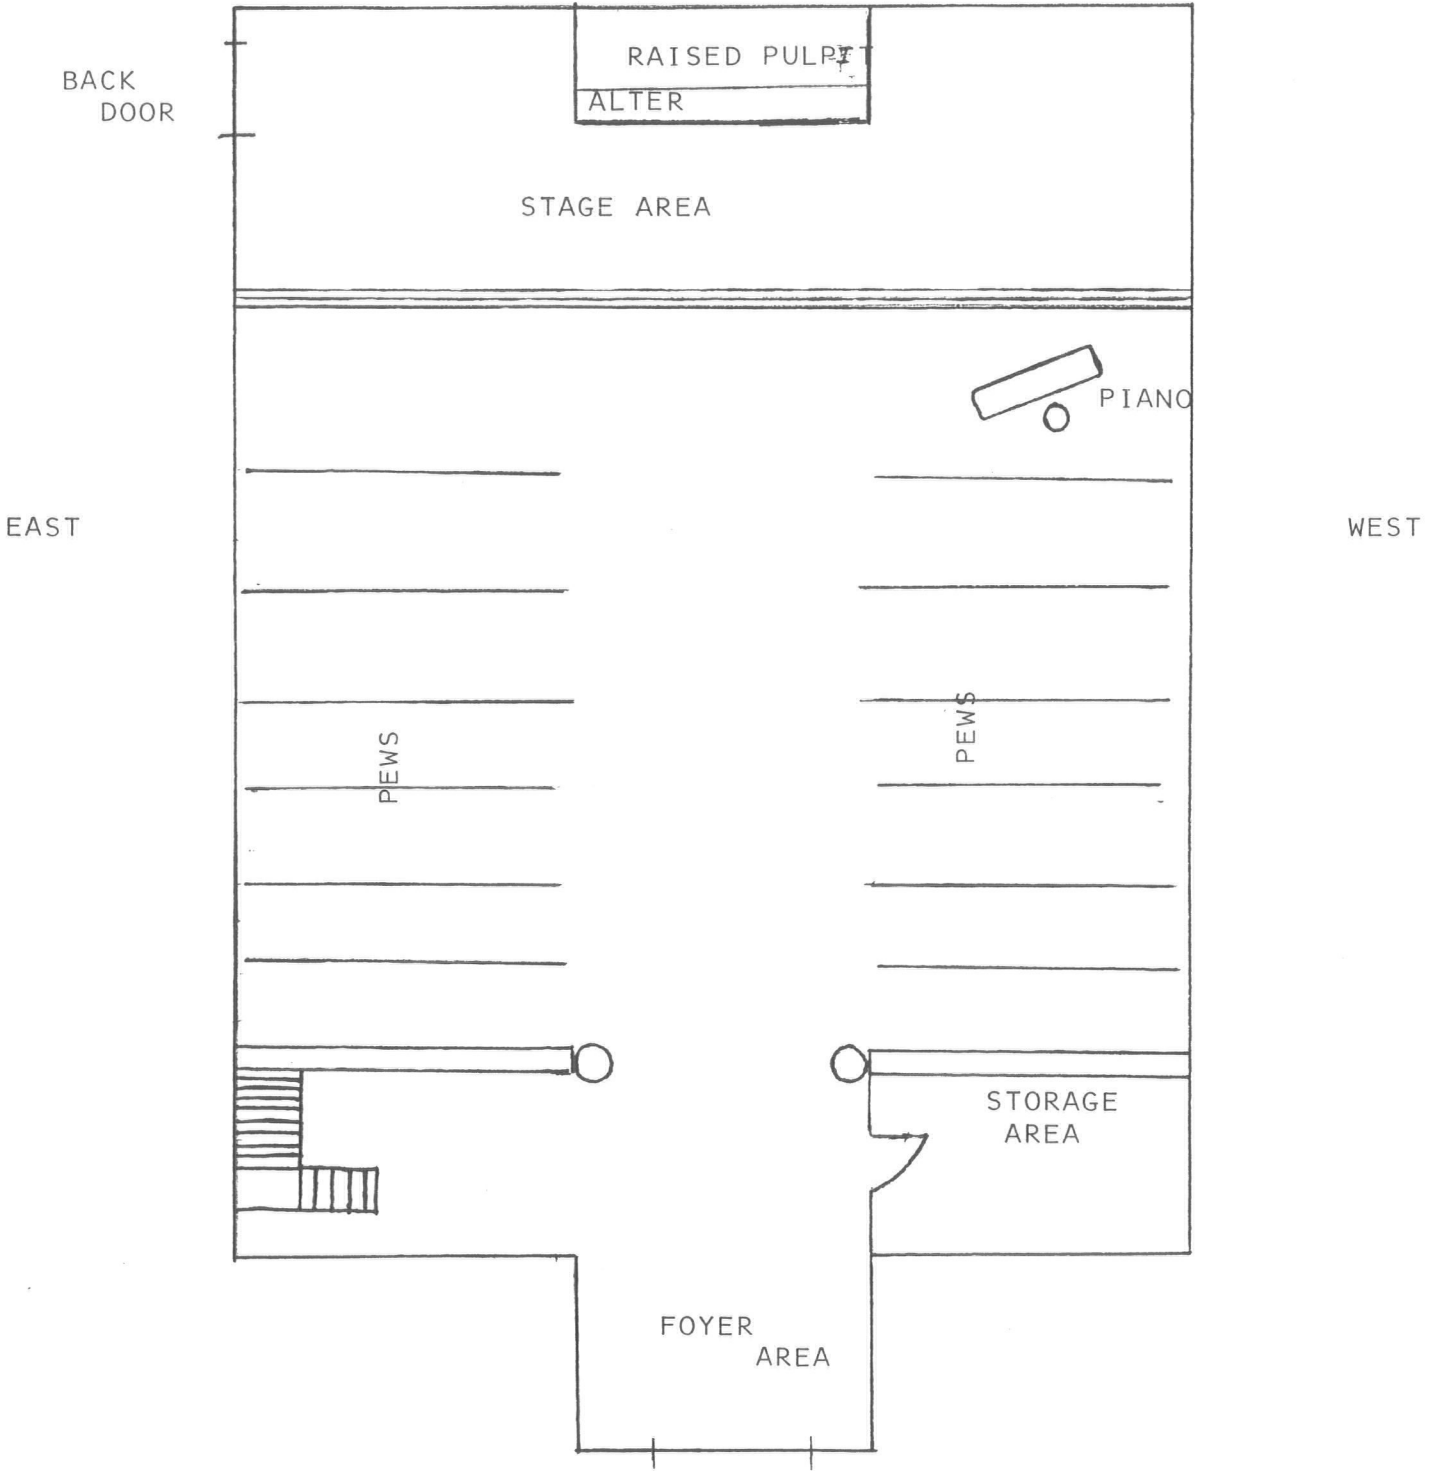 RAISED PULPIT
BACK
DOOR
ALTER
STAGE AREA
PIANO
EAST
WEST
PEWS
PEWS
STORAGE
AREA
FOYER
AREA